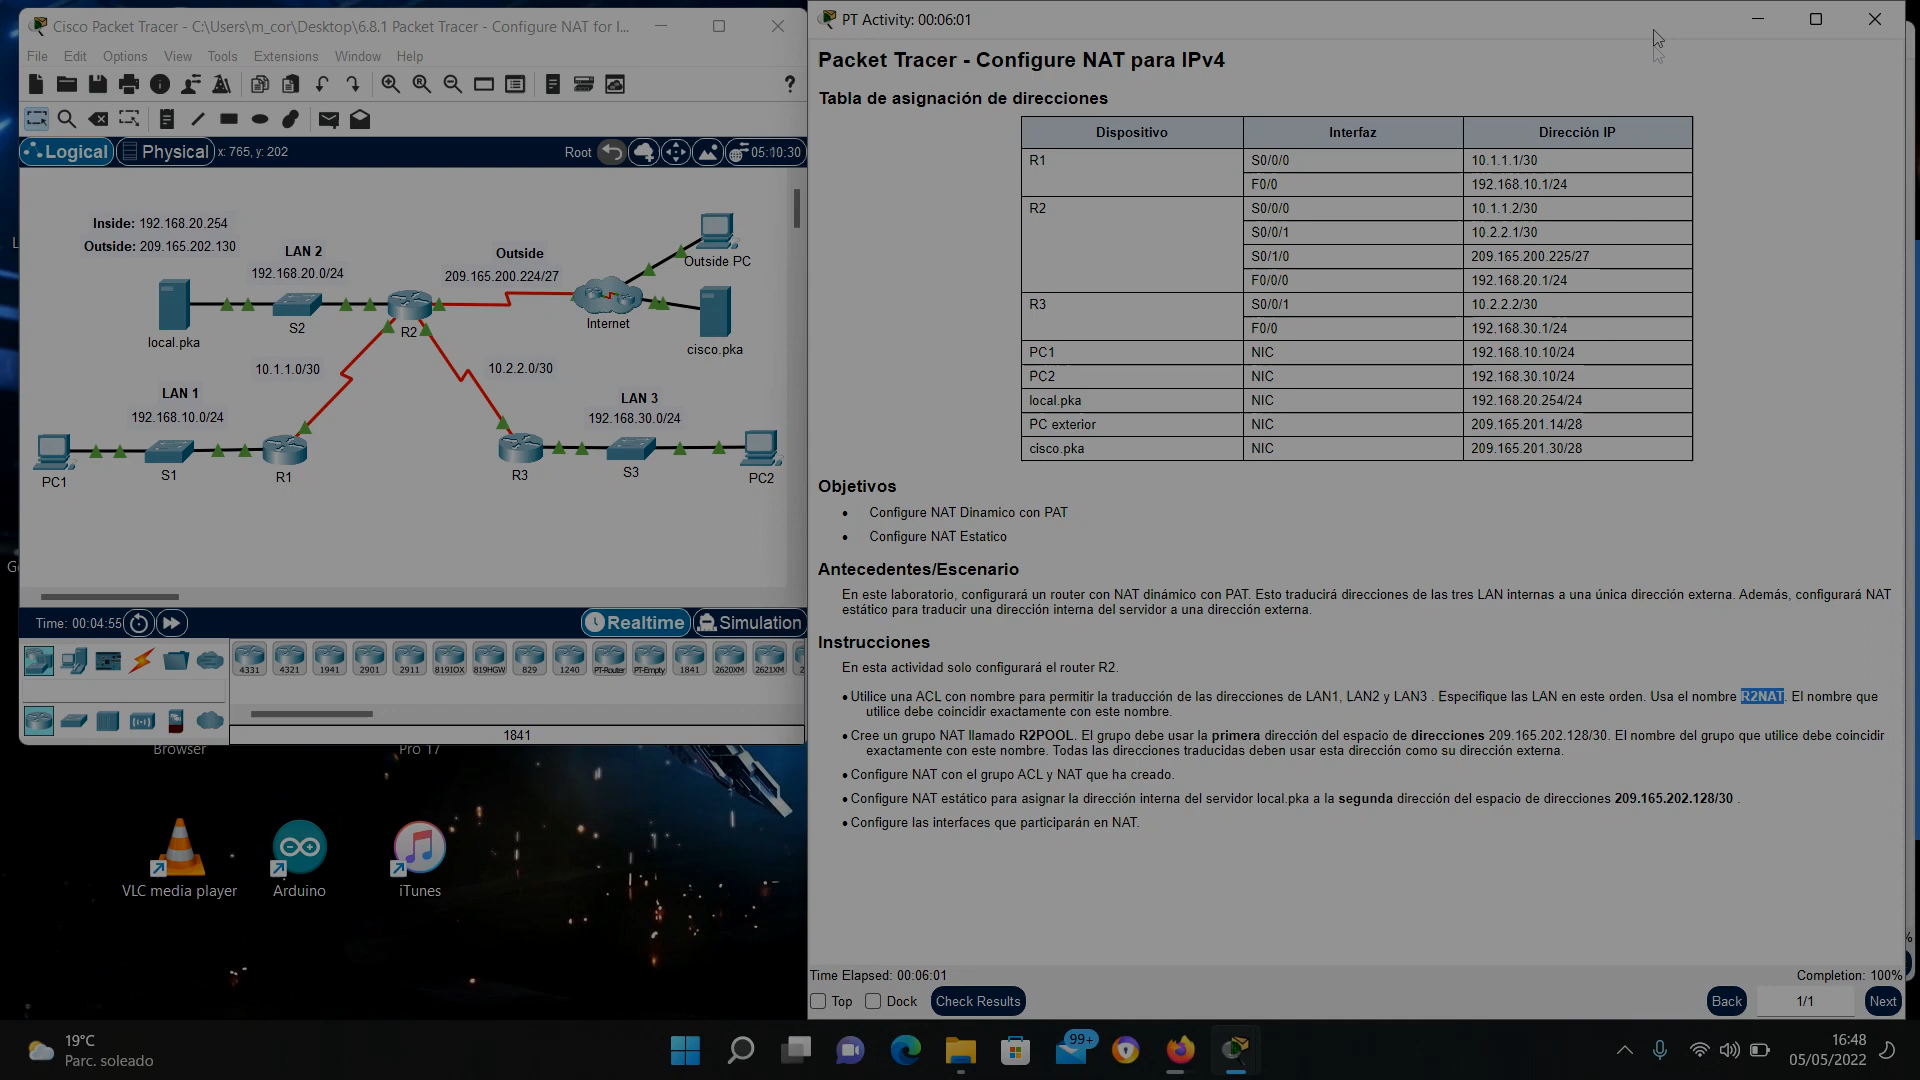 Cisco Packet Tracer - C:\Users\m_cor\Desktop\6.8.1 Packet Tracer - Configure NAT for I...
File Edit Options View Tools Extensions Window Help
Logical Physical x: 765, y: 202 Root 05:10:30
Inside: 192.168.20.254
Outside: 209.165.202.130
LAN 2
192.168.20.0/24
Outside
209.165.200.224/27
Outside PC
S2
R2
Internet
local.pka
cisco.pka
10.1.1.0/30
10.2.2.0/30
LAN 1
192.168.10.0/24
LAN 3
192.168.30.0/24
PC1
S1
R1
R3
S3
PC2
Time: 00:04:55 Realtime Simulation
4331 4321 1941 2901 2911 819IOX 819HGW 829 1240 PT-Router PT-Empty 1841 2620XM 2621XM 2
1841
PT Activity: 00:06:01
Packet Tracer - Configure NAT para IPv4
Tabla de asignación de direcciones
Dispositivo Interfaz Dirección IP
R1 S0/0/0 10.1.1.1/30
F0/0 192.168.10.1/24
R2 S0/0/0 10.1.1.2/30
S0/0/1 10.2.2.1/30
S0/1/0 209.165.200.225/27
F0/0/0 192.168.20.1/24
R3 S0/0/1 10.2.2.2/30
F0/0 192.168.30.1/24
PC1 NIC 192.168.10.10/24
PC2 NIC 192.168.30.10/24
local.pka NIC 192.168.20.254/24
PC exterior NIC 209.165.201.14/28
cisco.pka NIC 209.165.201.30/28
Objetivos
• Configure NAT Dinamico con PAT
• Configure NAT Estatico
Antecedentes/Escenario
En este laboratorio, configurará un router con NAT dinámico con PAT. Esto traducirá direcciones de las tres LAN internas a una única dirección externa. Además, configurará NAT
estático para traducir una dirección interna del servidor a una dirección externa.
Instrucciones
En esta actividad solo configurará el router R2.
• Utilice una ACL con nombre para permitir la traducción de las direcciones de LAN1, LAN2 y LAN3 . Especifique las LAN en este orden. Usa el nombre R2NAT. El nombre que
utilice debe coincidir exactamente con este nombre.
• Cree un grupo NAT llamado R2POOL. El grupo debe usar la primera dirección del espacio de direcciones 209.165.202.128/30. El nombre del grupo que utilice debe coincidir
exactamente con este nombre. Todas las direcciones traducidas deben usar esta dirección como su dirección externa.
• Configure NAT con el grupo ACL y NAT que ha creado.
• Configure NAT estático para asignar la dirección interna del servidor local.pka a la segunda dirección del espacio de direcciones 209.165.202.128/30 .
• Configure las interfaces que participarán en NAT.
Time Elapsed: 00:06:01 Completion: 100%
Top Dock Check Results Back 1/1 Next
Browser
Pro 17
VLC media player
Arduino
iTunes
19°C
Parc. soleado
99+
16:48
05/05/2022